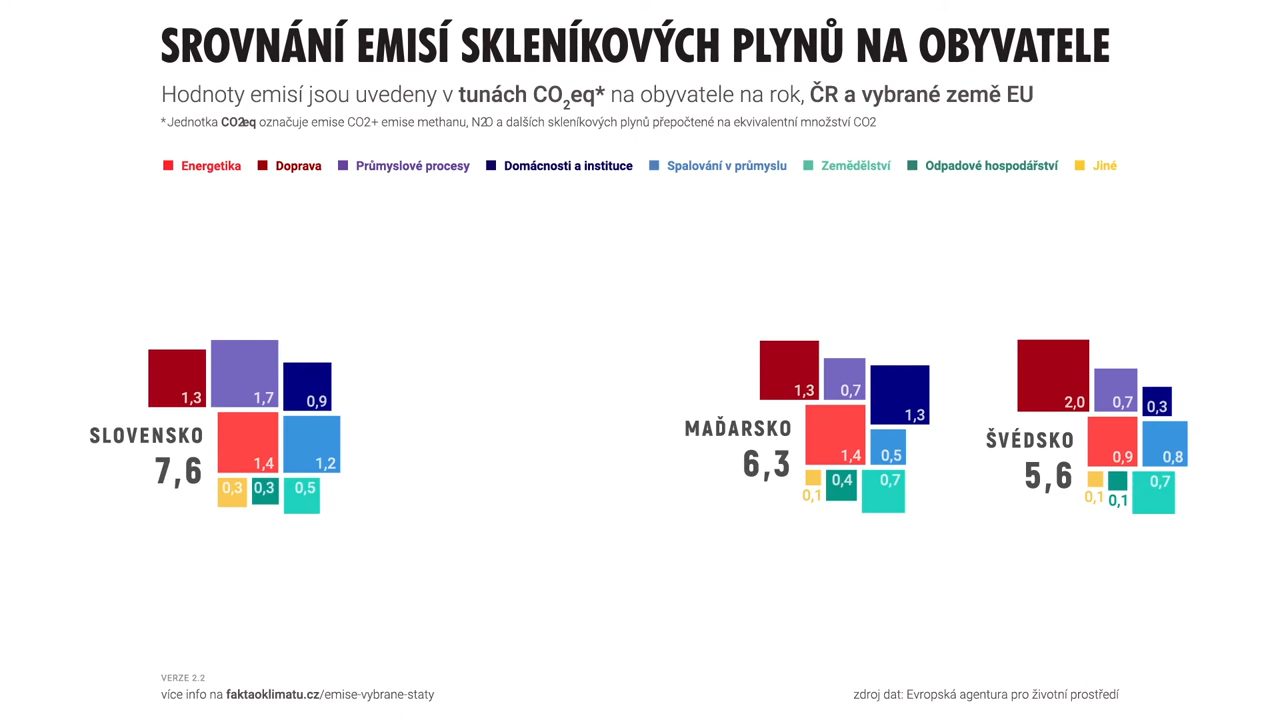 SROVNÁNÍ EMISÍ SKLENÍKOVÝCH PLYNŮ NA OBYVATELE
Hodnoty emisí jsou uvedeny v tunách CO2eq* na obyvatele na rok, ČR a vybrané země EU
*Jednotka CO2eq označuje emise CO2 + emise methanu, N2O a dalších skleníkových plynů přepočtené na ekvivalentní množství CO2
Energetika Doprava Průmyslové procesy Domácnosti a instituce Spalování v průmyslu Zemědělství Odpadové hospodářství Jiné
SLOVENSKO
7,6
1,3
1,7
0,9
1,4
1,2
0,3
0,3
0,5
MAĎARSKO
6,3
1,3
0,7
1,3
1,4
0,5
0,1
0,4
0,7
ŠVÉDSKO
5,6
2,0
0,7
0,3
0,9
0,8
0,1
0,1
0,7
VERZE 2.2
více info na faktaoklimatu.cz/emise-vybrane-staty
zdroj dat: Evropská agentura pro životní prostředí